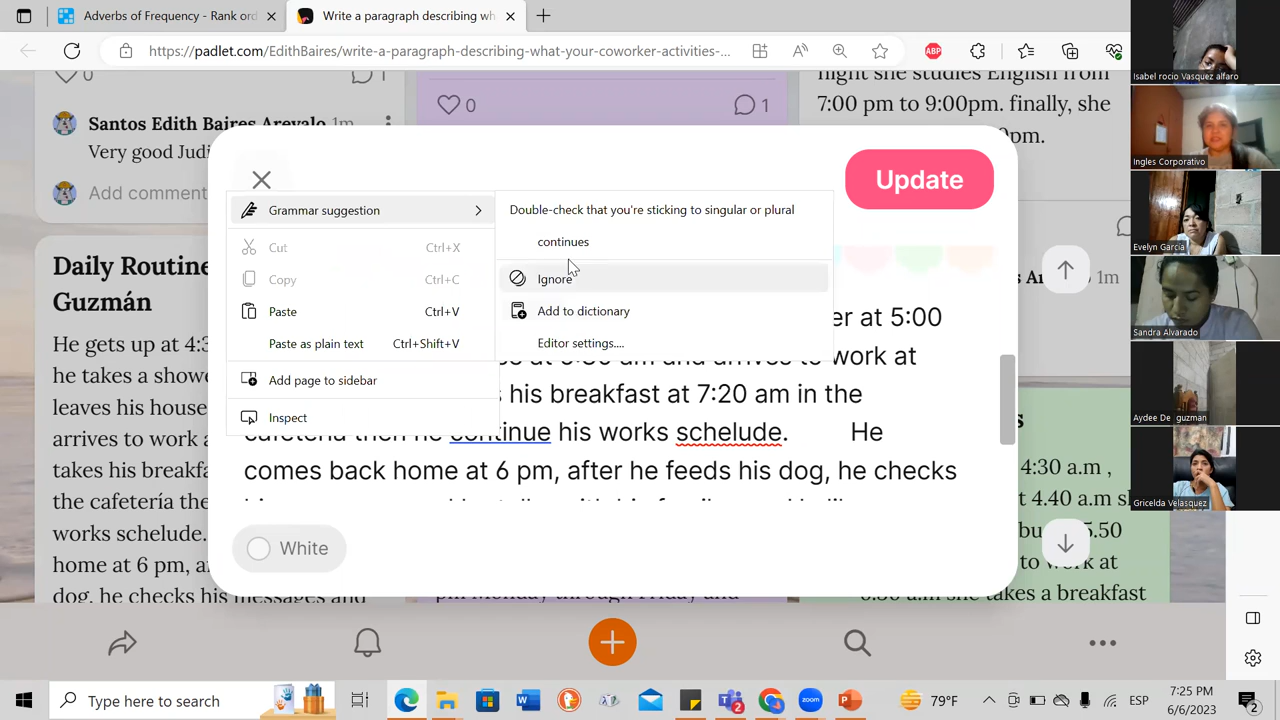 Adverbs of Frequency - Rank ord
Write a paragraph describing wh
https://padlet.com/EdithBaires/write-a-paragraph-describing-what-your-coworker-activities-...
ABP
0
1
Santos Edith Baires Arevalo 1m
Very good Judi
Add comment
0
1
night she studies English from
7:00 pm to 9:00pm. finally, she
0pm.
Update
Grammar suggestion
Cut Ctrl+X
Copy Ctrl+C
Paste Ctrl+V
Paste as plain text Ctrl+Shift+V
Add page to sidebar
Inspect
Double-check that you're sticking to singular or plural
continues
Ignore
Add to dictionary
Editor settings....
er at 5:00
work at
his breakfast at 7:20 am in the
cafetería then he continue his works schelude. He
comes back home at 6 pm, after he feeds his dog, he checks
White
Daily Routine
Guzmán
He gets up at 4:3
he takes a showe
leaves his house
arrives to work a
takes his breakfa
the cafetería the
works schelude.
home at 6 pm, a
dog, he checks his messages and
pm Monday through Friday and
1m
s
4:30 a.m ,
t 4.40 a.m s
bu 5.50
to work at
6.30 a.m she takes a breakfast
Isabel rocio Vasquez alfaro
Ingles Corporativo
Evelyn Garcia
Sandra Alvarado
Aydee De guzman
Gricelda Velasquez
Type here to search
2
zoom
79°F
ESP
7:25 PM
6/6/2023
2